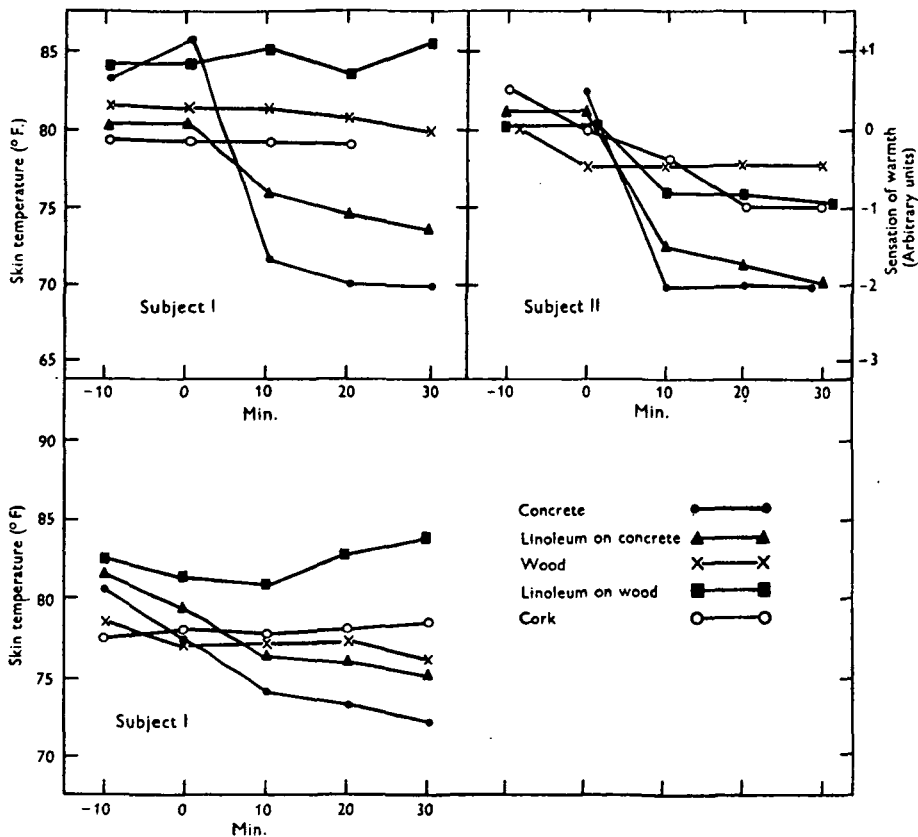 85
80
75
70
65
Skin temperature (°F.)
Subject I
-10 0 10 20 30
Min.
+1
0
-1
-2
-3
Sensation of warmth
(Arbitrary units)
Subject II
-10 0 10 20 30
Min.
90
85
80
75
70
Skin temperature (°F)
Subject I
-10 0 10 20 30
Min.
Concrete
Linoleum on concrete
Wood
Linoleum on wood
Cork